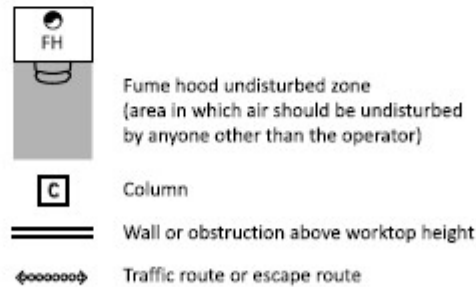 FH
Fume hood undisturbed zone
(area in which air should be undisturbed
by anyone other than the operator)
C
Column
Wall or obstruction above worktop height
Traffic route or escape route